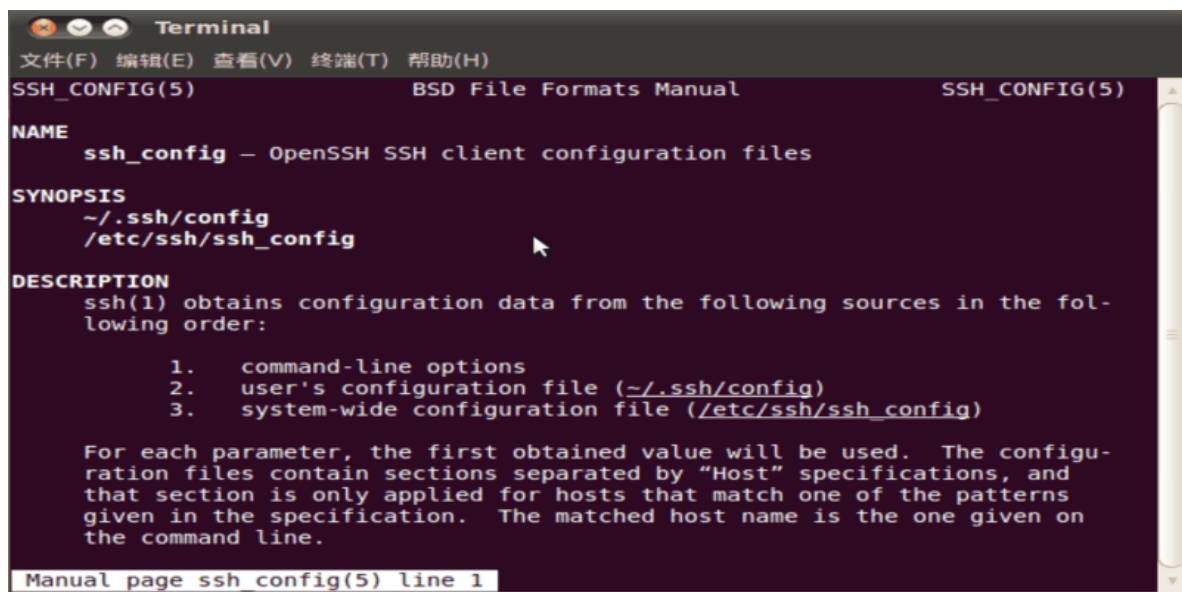 Terminal
文件(F) 编辑(E) 查看(V) 终端(T) 帮助(H)
SSH_CONFIG(5) BSD File Formats Manual SSH_CONFIG(5)
NAME
ssh_config — OpenSSH SSH client configuration files
SYNOPSIS
~/.ssh/config
/etc/ssh/ssh_config
DESCRIPTION
ssh(1) obtains configuration data from the following sources in the fol-
lowing order:
1. command-line options
2. user's configuration file (~/.ssh/config)
3. system-wide configuration file (/etc/ssh/ssh_config)
For each parameter, the first obtained value will be used. The configu-
ration files contain sections separated by “Host” specifications, and
that section is only applied for hosts that match one of the patterns
given in the specification. The matched host name is the one given on
the command line.
Manual page ssh_config(5) line 1